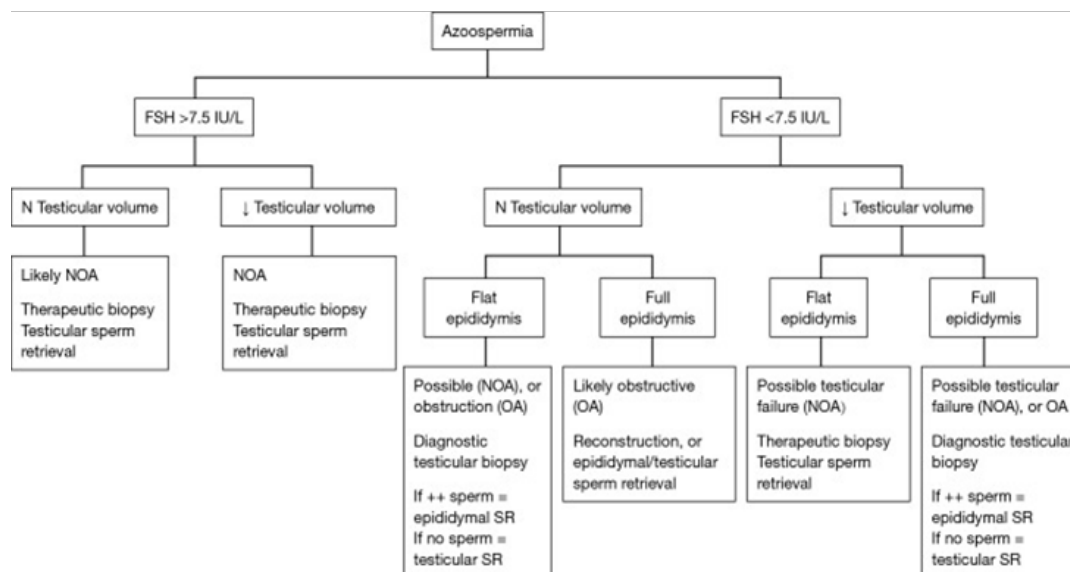 Azoospermia
FSH >7.5 IU/L
FSH <7.5 IU/L
N Testicular volume
↓ Testicular volume
N Testicular volume
↓ Testicular volume
Likely NOA
Therapeutic biopsy
Testicular sperm
retrieval
NOA
Therapeutic biopsy
Testicular sperm
retrieval
Flat
epididymis
Full
epididymis
Flat
epididymis
Full
epididymis
Possible (NOA), or
obstruction (OA)
Diagnostic
testicular biopsy
If ++ sperm =
epididymal SR
If no sperm =
testicular SR
Likely obstructive
(OA)
Reconstruction, or
epididymal/testicular
sperm retrieval
Possible testicular
failure (NOA)
Therapeutic biopsy
Testicular sperm
retrieval
Possible testicular
failure (NOA), or OA
Diagnostic testicular
biopsy
If ++ sperm =
epididymal SR
If no sperm =
testicular SR